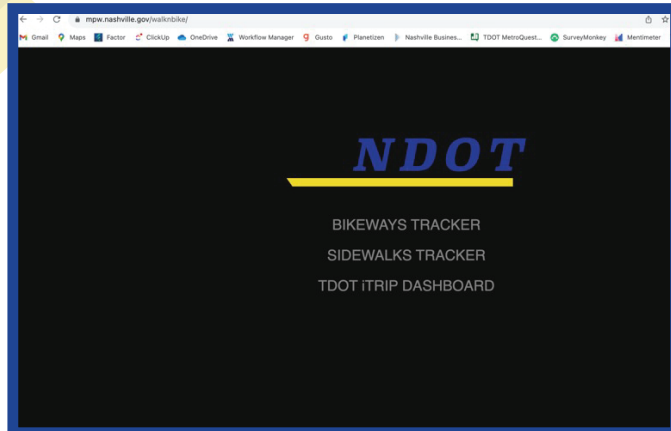 mpw.nashville.gov/walknbike/
Gmail Maps Factor ClickUp OneDrive Workflow Manager Gusto Planetizen Nashville Busines... TDOT MetroQuest... SurveyMonkey Mentimeter
NDOT
BIKEWAYS TRACKER
SIDEWALKS TRACKER
TDOT iTRIP DASHBOARD